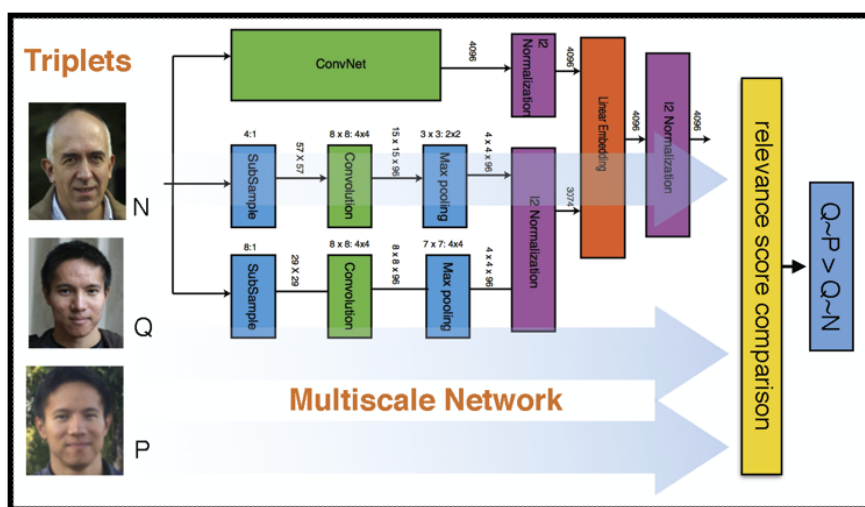 Triplets
N
Q
P
ConvNet
4096
l2 Normalization
4096
Linear Embedding
4096
l2 Normalization
4096
4:1
SubSample
57 X 57
8 x 8: 4x4
Convolution
15 x 15 x 96
3 x 3: 2x2
Max pooling
4 x 4 x 96
l2 Normalization
3074
8:1
SubSample
29 X 29
8 x 8: 4x4
Convolution
8 x 8 x 96
7 x 7: 4x4
Max pooling
4 x 4 x 96
Multiscale Network
relevance score comparison
Q~P > Q~N